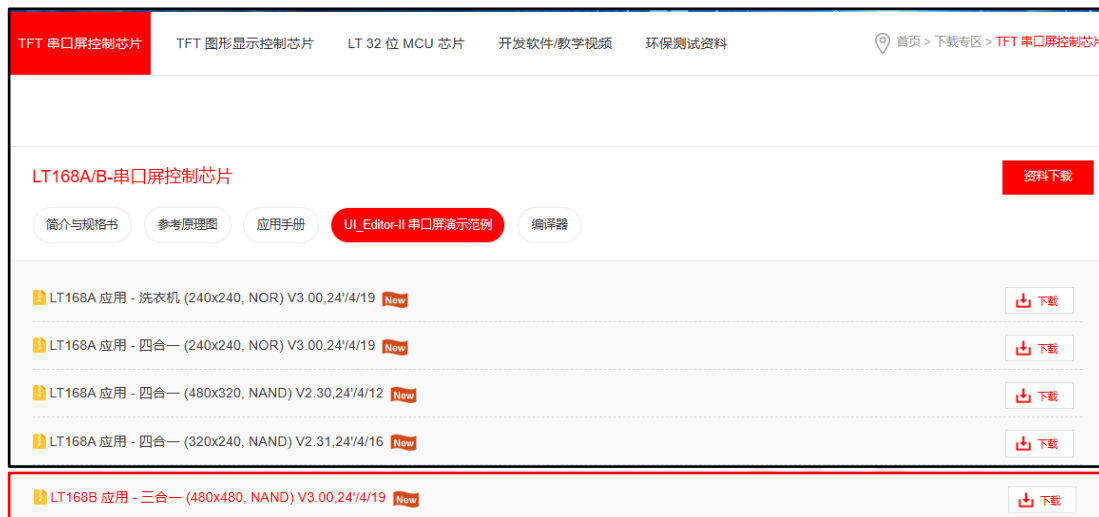 TFT 串口屏控制芯片 TFT 图形显示控制芯片 LT 32 位 MCU 芯片 开发软件/教学视频 环保测试资料 首页 > 下载专区 > TFT 串口屏控制芯片
LT168A/B-串口屏控制芯片 资料下载
简介与规格书 参考原理图 应用手册 UI_Editor-II 串口屏演示范例 编译器
LT168A 应用 - 洗衣机 (240x240, NOR) V3.00,24'/4/19 New 下载
LT168A 应用 - 四合一 (240x240, NOR) V3.00,24'/4/19 New 下载
LT168A 应用 - 四合一 (480x320, NAND) V2.30,24'/4/12 New 下载
LT168A 应用 - 四合一 (320x240, NAND) V2.31,24'/4/16 New 下载
LT168B 应用 - 三合一 (480x480, NAND) V3.00,24'/4/19 New 下载